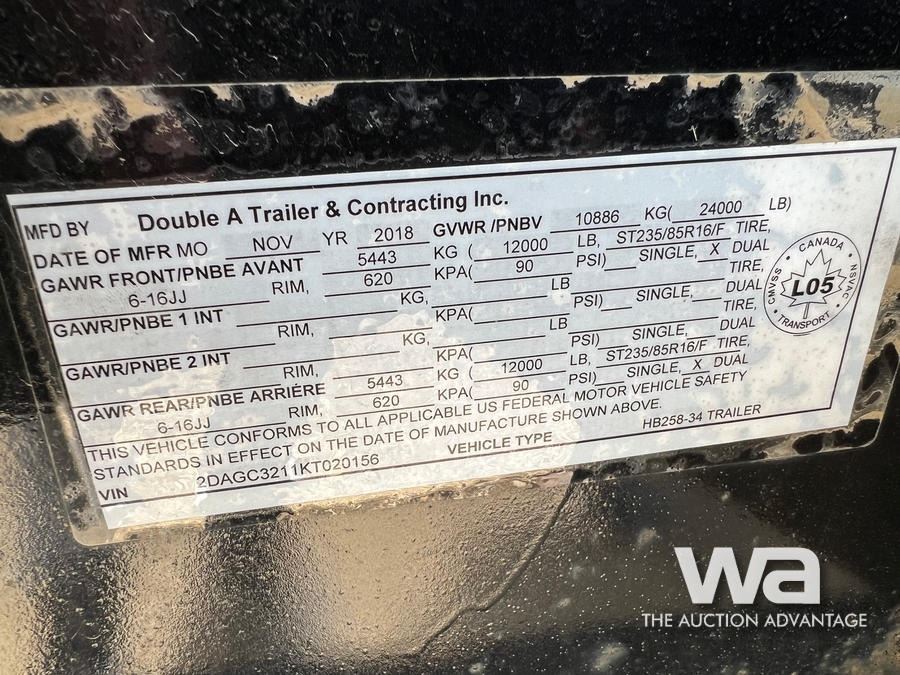 MFD BY Double A Trailer & Contracting Inc.
DATE OF MFR MO NOV YR 2018 GVWR /PNBV 10886 KG( 24000 LB)
GAWR FRONT/PNBE AVANT 5443 KG ( 12000 LB, ST235/85R16/F TIRE,
6-16JJ RIM, 620 KPA( 90 PSI) SINGLE, X DUAL
GAWR/PNBE 1 INT KG, LB TIRE,
RIM, KPA( PSI) SINGLE, DUAL
GAWR/PNBE 2 INT KG, LB TIRE,
RIM, KPA( PSI) SINGLE, DUAL
GAWR REAR/PNBE ARRIÉRE 5443 KG ( 12000 LB, ST235/85R16/F TIRE,
6-16JJ RIM, 620 KPA( 90 PSI) SINGLE, X DUAL
THIS VEHICLE CONFORMS TO ALL APPLICABLE US FEDERAL MOTOR VEHICLE SAFETY
STANDARDS IN EFFECT ON THE DATE OF MANUFACTURE SHOWN ABOVE.
VIN 2DAGC3211KT020156 VEHICLE TYPE HB258-34 TRAILER
CANADA
CMVSS L05 NSVAC
TRANSPORT
wa
THE AUCTION ADVANTAGE